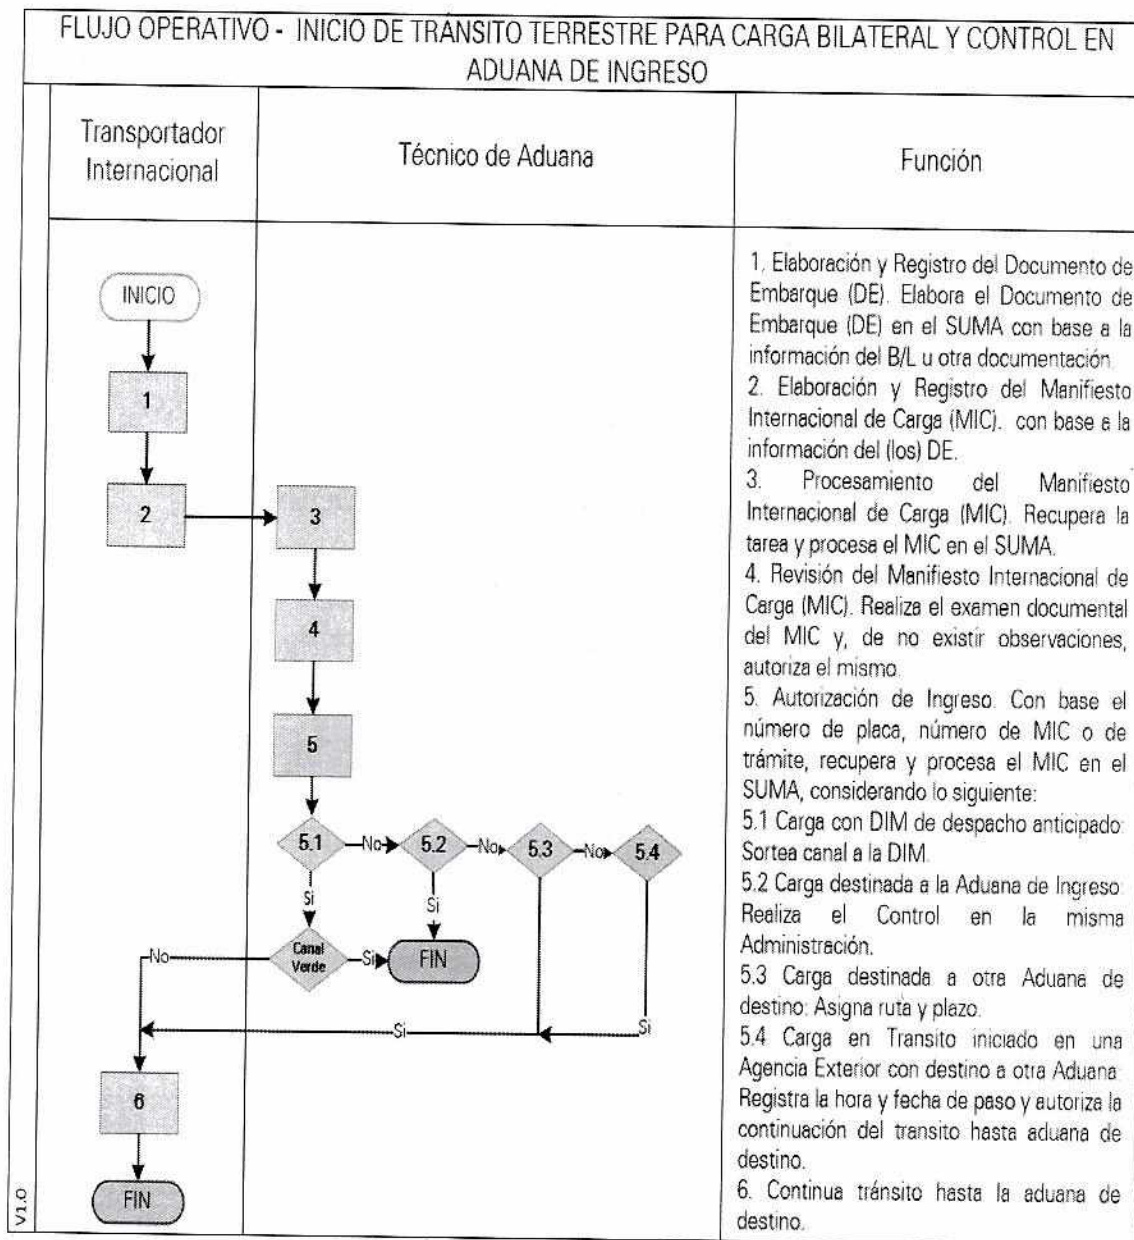 FLUJO OPERATIVO - INICIO DE TRÁNSITO TERRESTRE PARA CARGA BILATERAL Y CONTROL EN
ADUANA DE INGRESO
Transportador
Internacional
Técnico de Aduana
Función
INICIO
1
2
3
4
5
5.1
No
5.2
No
5.3
No
5.4
Si
Si
Canal
Verde
No
Si
FIN
Si
Si
6
FIN
V1.0
1. Elaboración y Registro del Documento de
Embarque (DE). Elabora el Documento de
Embarque (DE) en el SUMA con base a la
información del B/L u otra documentación.
2. Elaboración y Registro del Manifiesto
Internacional de Carga (MIC). con base a la
información del (los) DE.
3. Procesamiento del Manifiesto
Internacional de Carga (MIC). Recupera la
tarea y procesa el MIC en el SUMA.
4. Revisión del Manifiesto Internacional de
Carga (MIC). Realiza el examen documental
del MIC y, de no existir observaciones,
autoriza el mismo.
5. Autorización de Ingreso: Con base el
número de placa, número de MIC o de
trámite, recupera y procesa el MIC en el
SUMA, considerando lo siguiente:
5.1 Carga con DIM de despacho anticipado:
Sortea canal a la DIM.
5.2 Carga destinada a la Aduana de Ingreso:
Realiza el Control en la misma
Administración.
5.3 Carga destinada a otra Aduana de
destino: Asigna ruta y plazo.
5.4 Carga en Transito iniciado en una
Agencia Exterior con destino a otra Aduana:
Registra la hora y fecha de paso y autoriza la
continuación del transito hasta aduana de
destino.
6. Continua tránsito hasta la aduana de
destino.